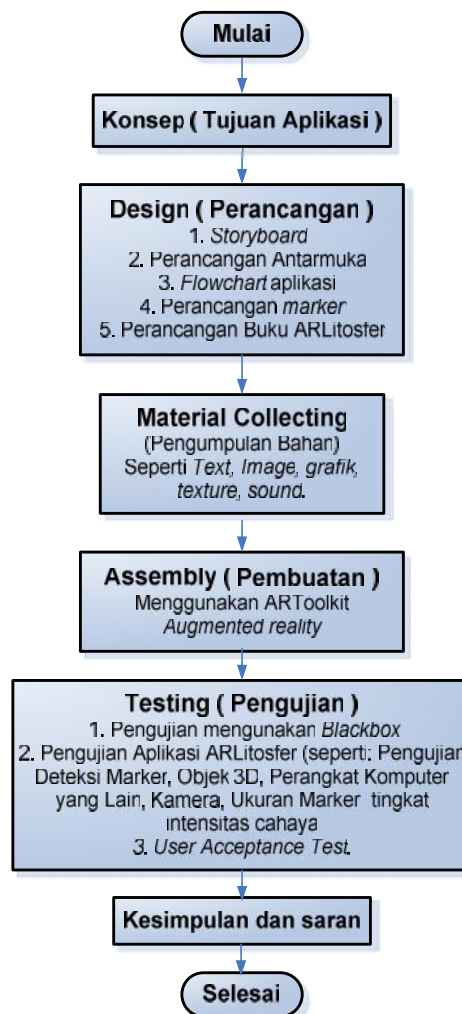 Mulai
Konsep ( Tujuan Aplikasi )
Design ( Perancangan )
1. Storyboard
2. Perancangan Antarmuka
3. Flowchart aplikasi
4. Perancangan marker
5. Perancangan Buku ARLitosfer
Material Collecting
(Pengumpulan Bahan)
Seperti Text, Image, grafik,
texture, sound.
Assembly ( Pembuatan )
Menggunakan ARToolkit
Augmented reality
Testing ( Pengujian )
1. Pengujian mengunakan Blackbox
2. Pengujian Aplikasi ARLitosfer (seperti: Pengujian
Deteksi Marker, Objek 3D, Perangkat Komputer
yang Lain, Kamera, Ukuran Marker tingkat
intensitas cahaya
3. User Acceptance Test.
Kesimpulan dan saran
Selesai